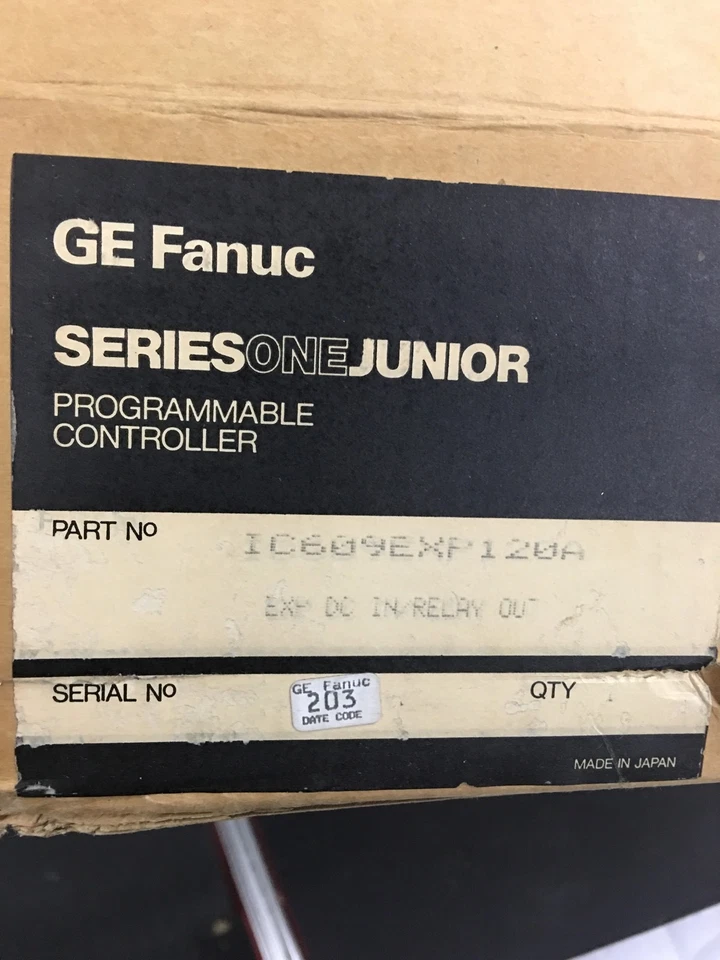 GE Fanuc
SERIESONEJUNIOR
PROGRAMMABLE
CONTROLLER
PART Nº
IC609EXP120A
EXP DC IN/RELAY OUT
SERIAL Nº
GE Fanuc
203
DATE CODE
QTY
MADE IN JAPAN